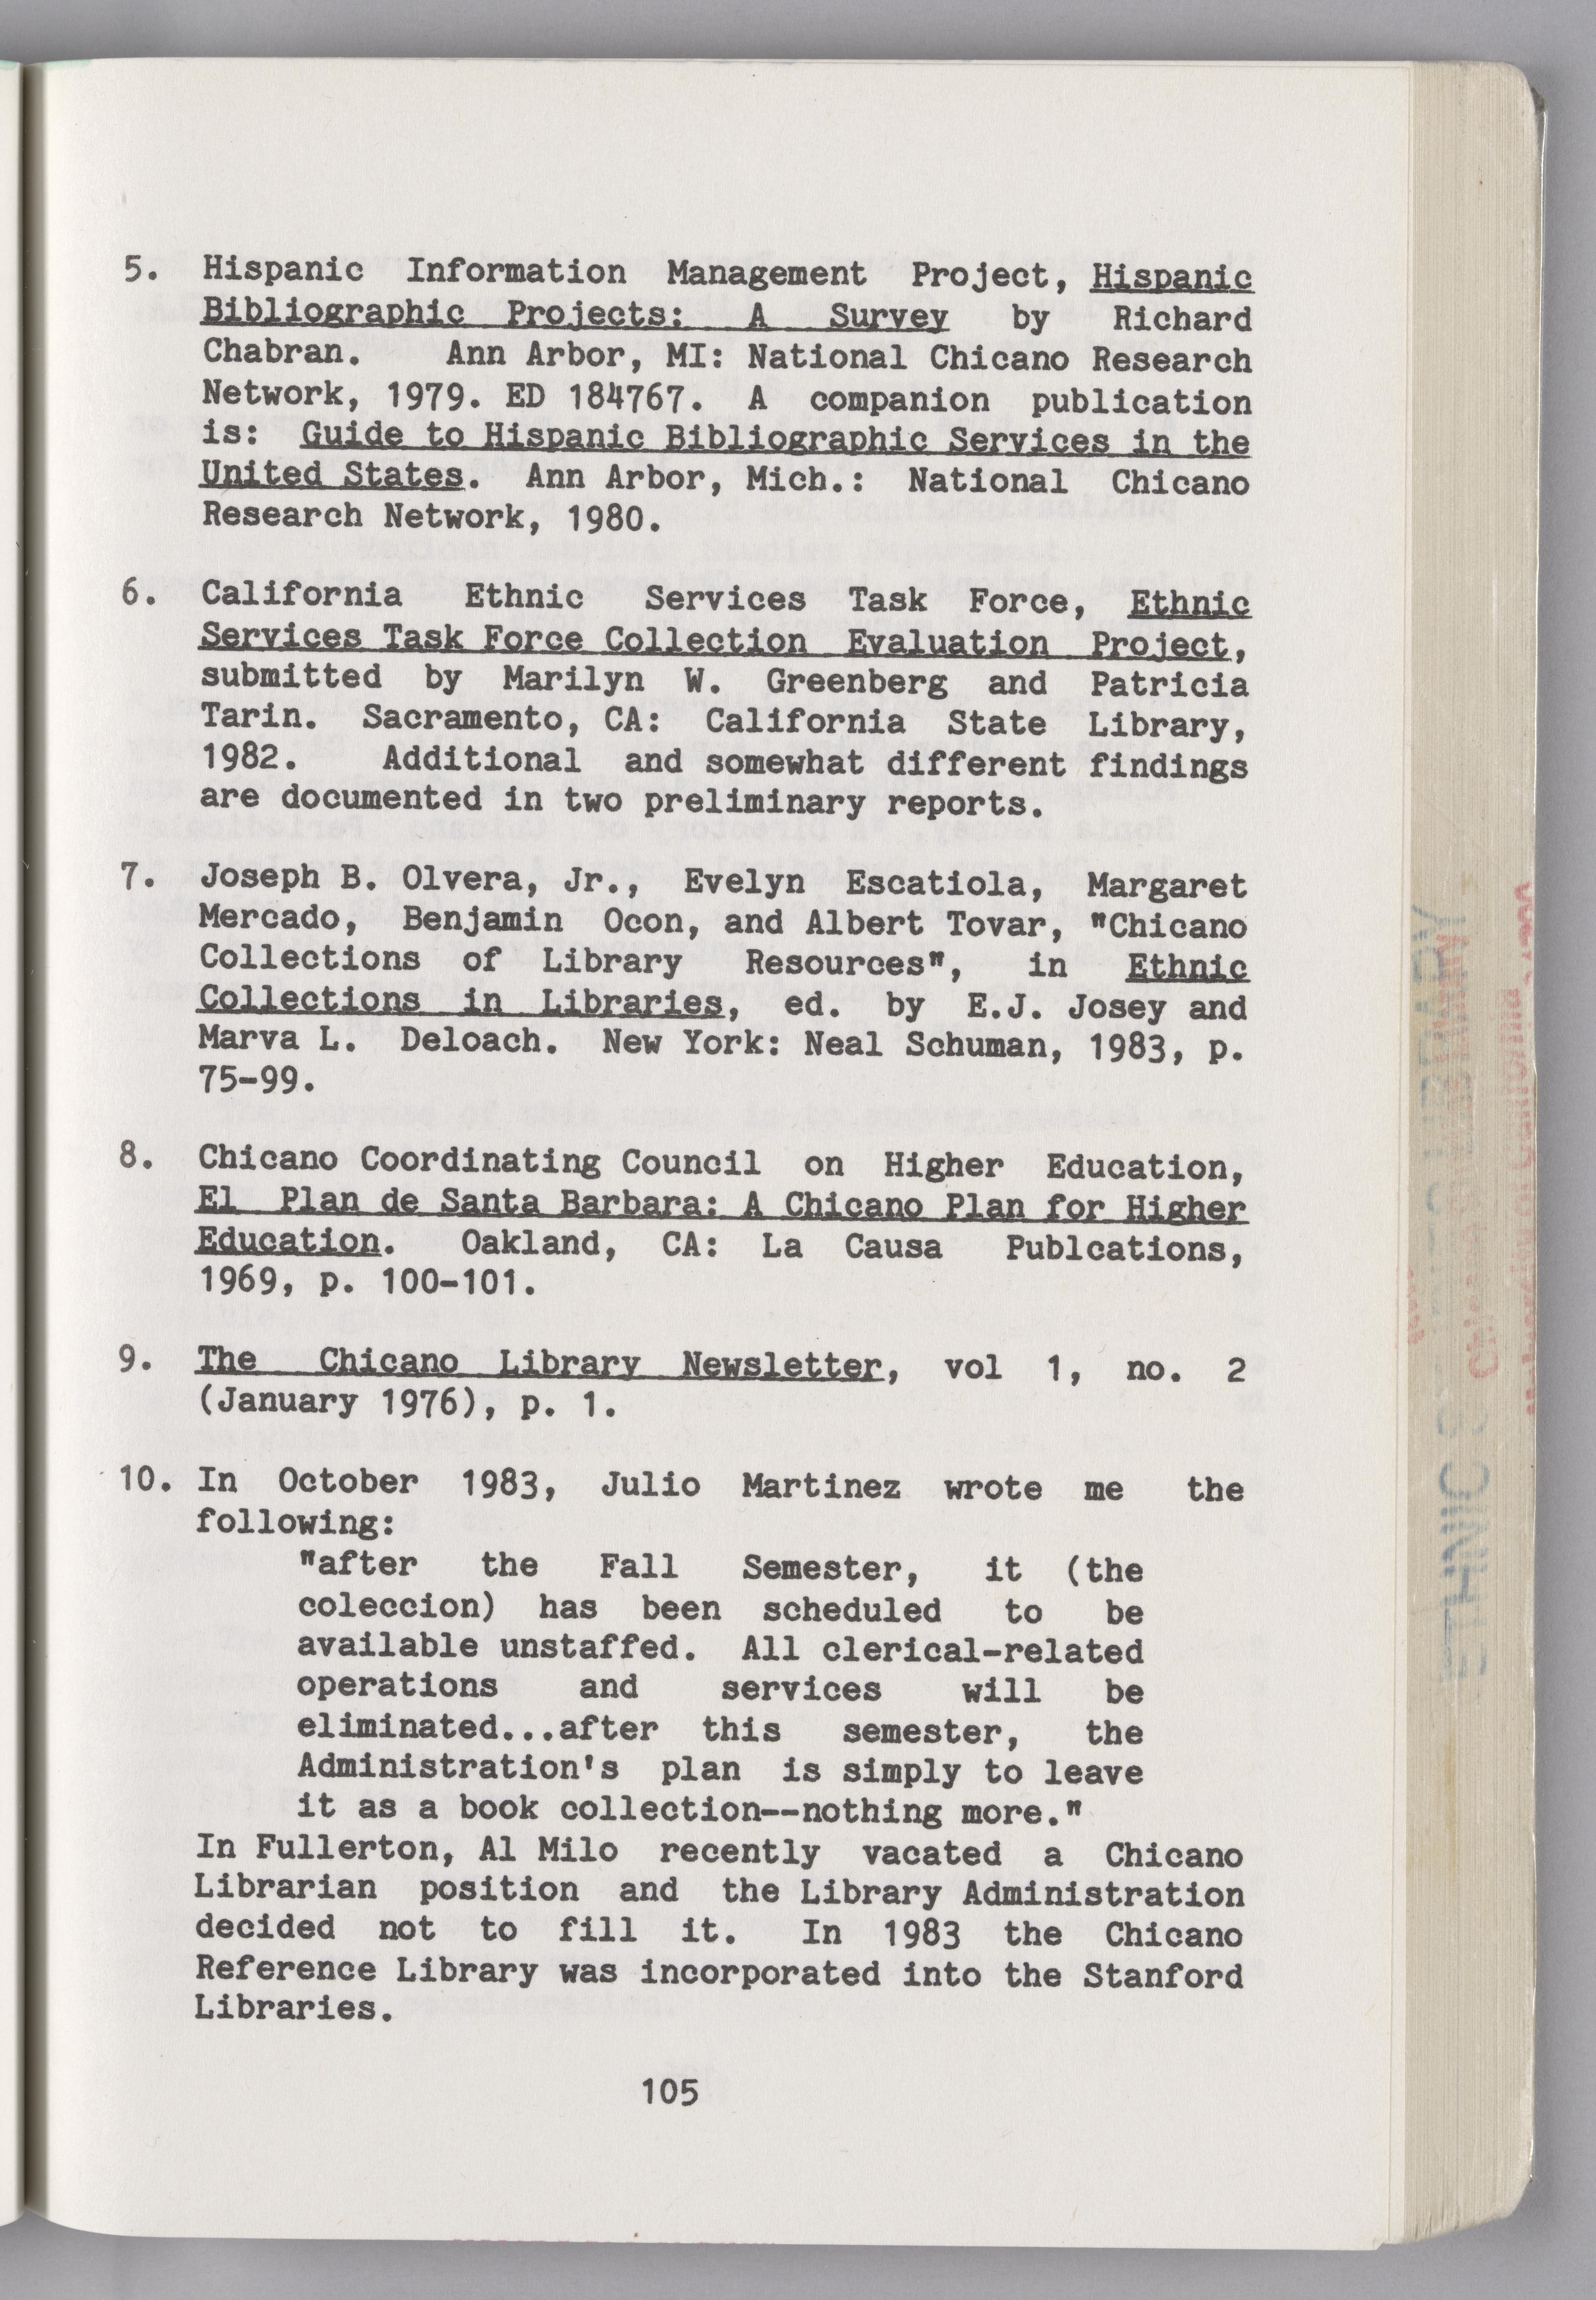 5. Hispanic Information Management Project, Hispanic
Bibliographic Projects: A Survey by Richard
Chabran. Ann Arbor, MI: National Chicano Research
Network, 1979. ED 184767. A companion publication
is: Guide to Hispanic Bibliographic Services in the
United States. Ann Arbor, Mich.: National Chicano
Research Network, 1980.
6. California Ethnic Services Task Force, Ethnic
Services Task Force Collection Evaluation Project,
submitted by Marilyn W. Greenberg and Patricia
Tarin. Sacramento, CA: California State Library,
1982. Additional and somewhat different findings
are documented in two preliminary reports.
7. Joseph B. Olvera, Jr., Evelyn Escatiola, Margaret
Mercado, Benjamin Ocon, and Albert Tovar, "Chicano
Collections of Library Resources", in Ethnic
Collections in Libraries, ed. by E.J. Josey and
Marva L. Deloach. New York: Neal Schuman, 1983, p.
75-99.
8. Chicano Coordinating Council on Higher Education,
El Plan de Santa Barbara: A Chicano Plan for Higher
Education. Oakland, CA: La Causa Publcations,
1969, p. 100-101.
9. The Chicano Library Newsletter, vol 1, no. 2
(January 1976), p. 1.
10. In October 1983, Julio Martinez wrote me the
following:
"after the Fall Semester, it (the
coleccion) has been scheduled to be
available unstaffed. All clerical-related
operations and services will be
eliminated...after this semester, the
Administration's plan is simply to leave
it as a book collection--nothing more."
In Fullerton, Al Milo recently vacated a Chicano
Librarian position and the Library Administration
decided not to fill it. In 1983 the Chicano
Reference Library was incorporated into the Stanford
Libraries.
105
ETHNIC